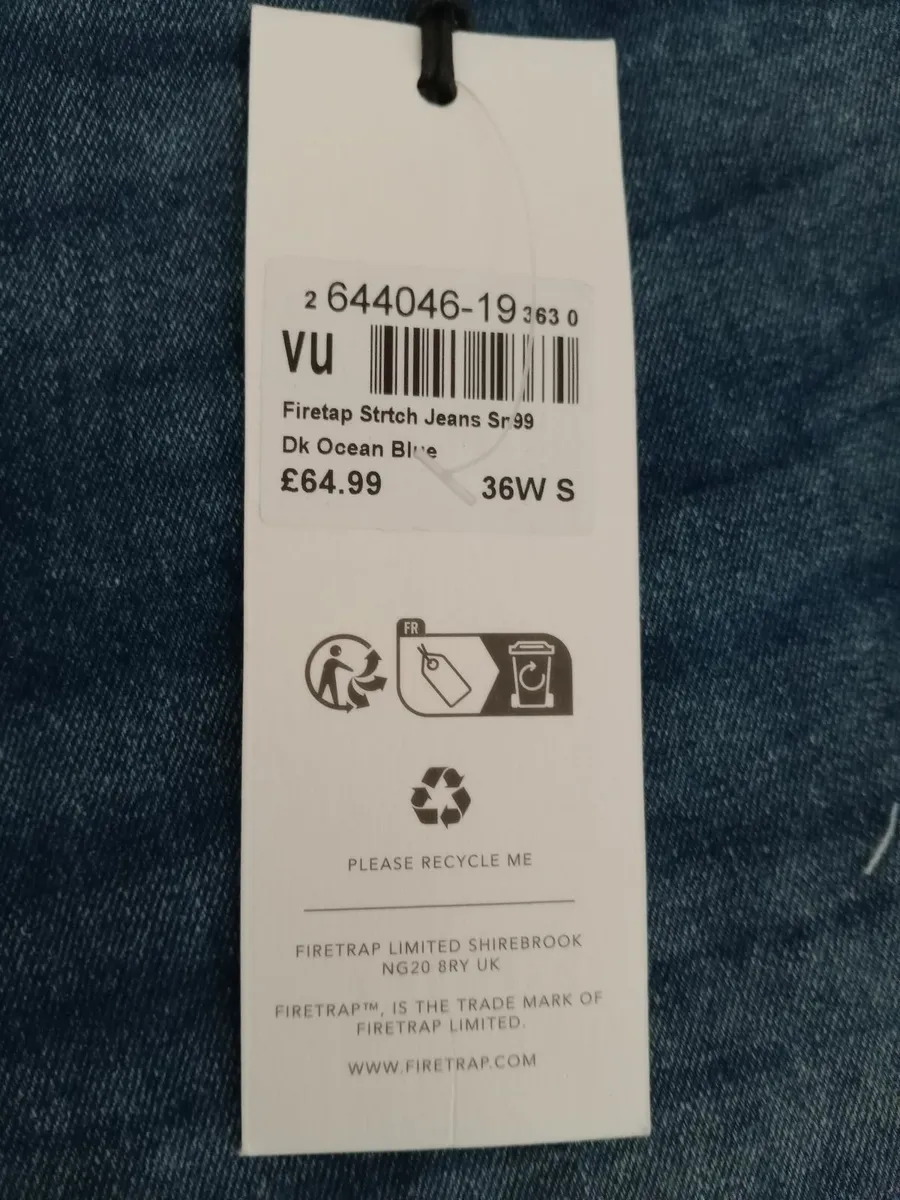 2 644046-19 363 0
VU
Firetap Strtch Jeans Sn99
Dk Ocean Blue
£64.99 36W S
FR
PLEASE RECYCLE ME
FIRETRAP LIMITED SHIREBROOK
NG20 8RY UK
FIRETRAP™, IS THE TRADE MARK OF
FIRETRAP LIMITED.
WWW.FIRETRAP.COM